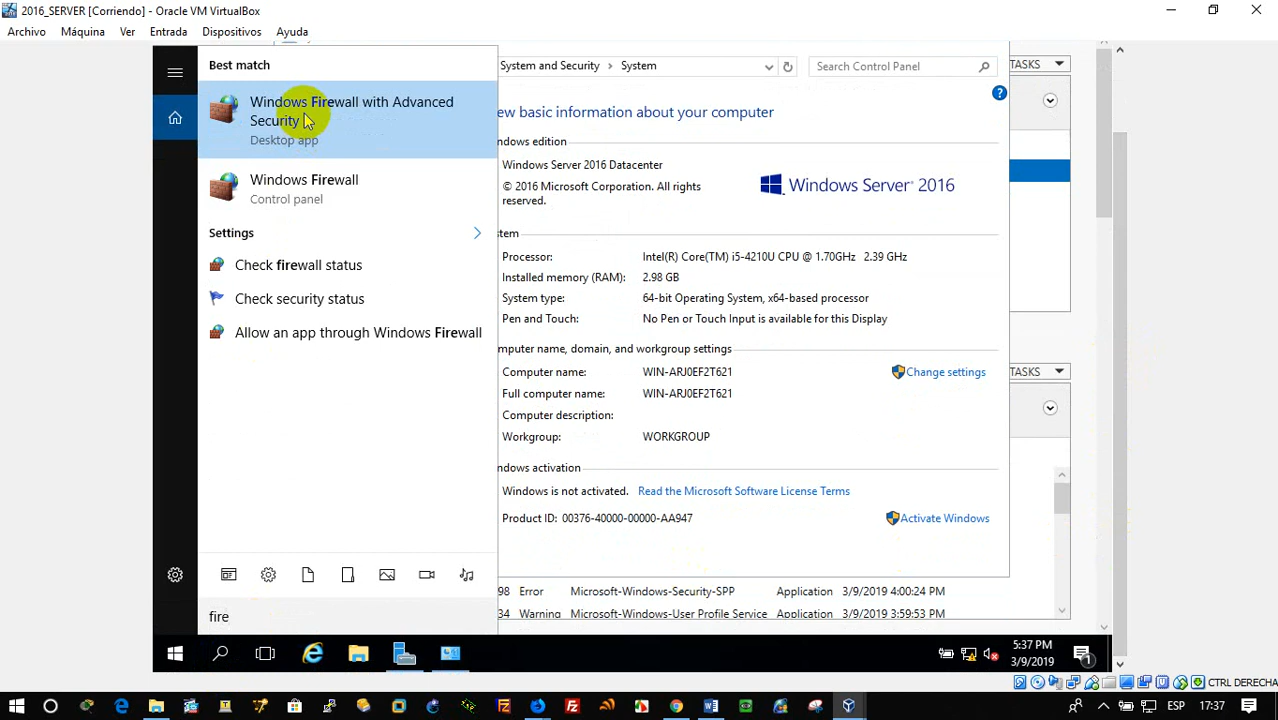 2016_SERVER [Corriendo] - Oracle VM VirtualBox
Archivo Máquina Ver Entrada Dispositivos Ayuda
Best match
Windows Firewall with Advanced
Security
Desktop app
Windows Firewall
Control panel
Settings
Check firewall status
Check security status
Allow an app through Windows Firewall
fire
System and Security > System
Search Control Panel
TASKS
ew basic information about your computer
ndows edition
Windows Server 2016 Datacenter
© 2016 Microsoft Corporation. All rights
reserved.
Windows Server® 2016
stem
Processor: Intel(R) Core(TM) i5-4210U CPU @ 1.70GHz 2.39 GHz
Installed memory (RAM): 2.98 GB
System type: 64-bit Operating System, x64-based processor
Pen and Touch: No Pen or Touch Input is available for this Display
mputer name, domain, and workgroup settings
Computer name: WIN-ARJ0EF2T621
Change settings
Full computer name: WIN-ARJ0EF2T621
Computer description:
Workgroup: WORKGROUP
TASKS
ndows activation
Windows is not activated. Read the Microsoft Software License Terms
Product ID: 00376-40000-00000-AA947
Activate Windows
98 Error Microsoft-Windows-Security-SPP Application 3/9/2019 4:00:24 PM
34 Warning Microsoft-Windows-User Profile Service Application 3/9/2019 3:59:53 PM
5:37 PM
3/9/2019
1
CTRL DERECHA
ESP 17:37